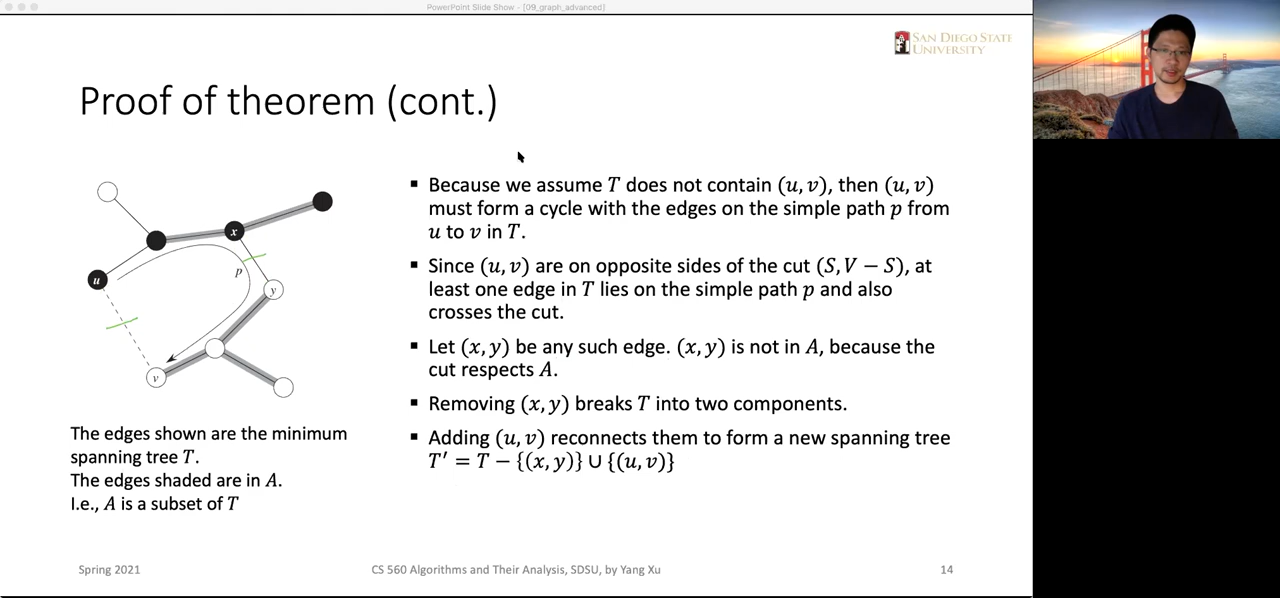 PowerPoint Slide Show - [09_graph_advanced]
SAN DIEGO STATE
UNIVERSITY
Proof of theorem (cont.)
x
u
p
y
v
The edges shown are the minimum
spanning tree T.
The edges shaded are in A.
I.e., A is a subset of T
▪ Because we assume T does not contain (u, v), then (u, v)
must form a cycle with the edges on the simple path p from
u to v in T.
▪ Since (u, v) are on opposite sides of the cut (S, V − S), at
least one edge in T lies on the simple path p and also
crosses the cut.
▪ Let (x, y) be any such edge. (x, y) is not in A, because the
cut respects A.
▪ Removing (x, y) breaks T into two components.
▪ Adding (u, v) reconnects them to form a new spanning tree
T′ = T − {(x, y)} ∪ {(u, v)}
Spring 2021
CS 560 Algorithms and Their Analysis, SDSU, by Yang Xu
14